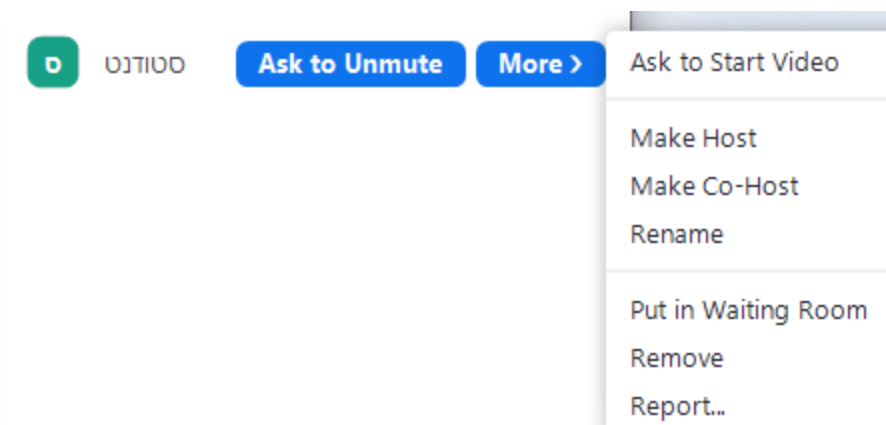 ס סטודנט Ask to Unmute More > Ask to Start Video
Make Host
Make Co-Host
Rename
Put in Waiting Room
Remove
Report...